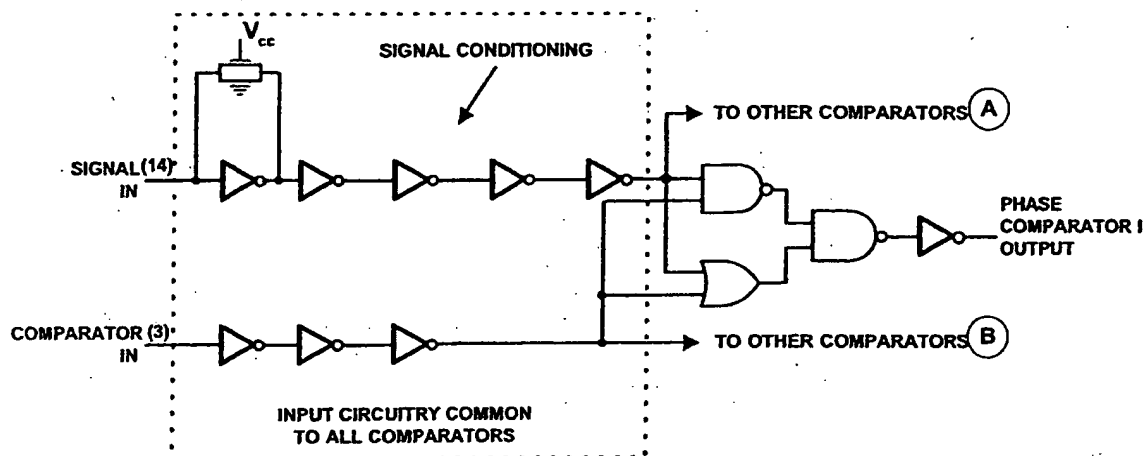 Vcc
SIGNAL CONDITIONING
TO OTHER COMPARATORS A
SIGNAL (14)
IN
PHASE
COMPARATOR I
OUTPUT
COMPARATOR (3)
IN
TO OTHER COMPARATORS B
INPUT CIRCUITRY COMMON
TO ALL COMPARATORS